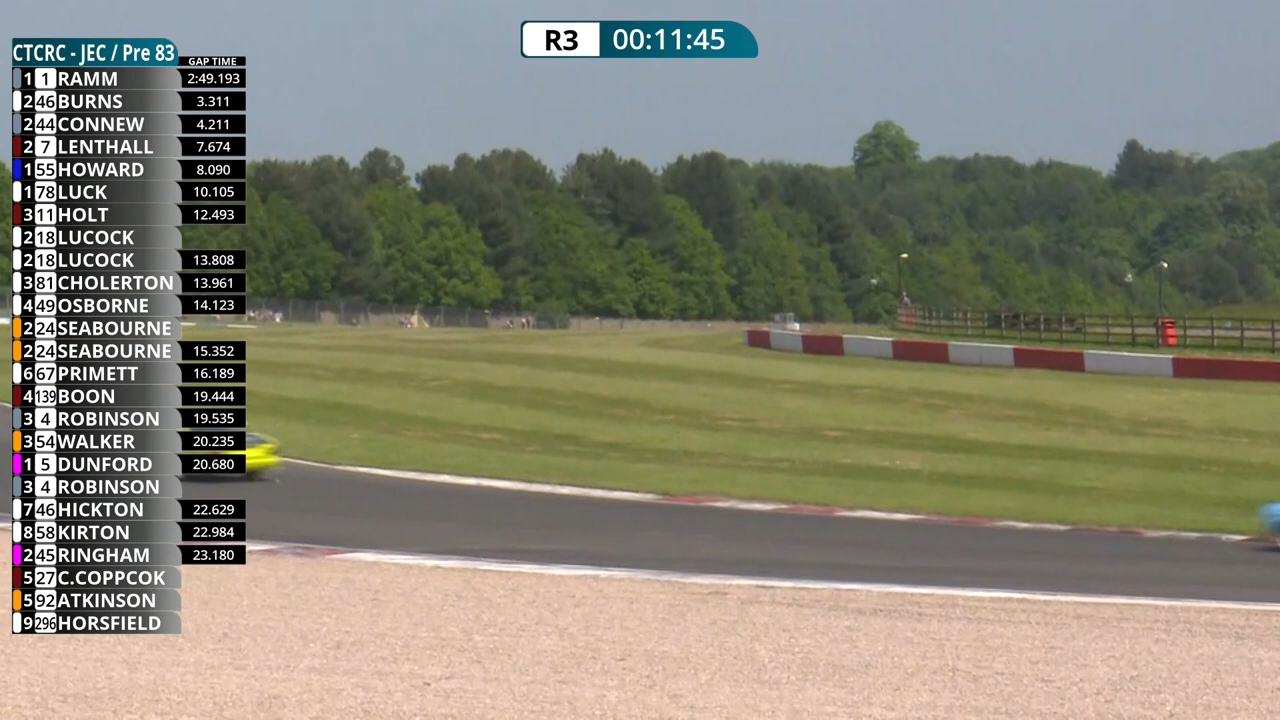 R3 00:11:45
CTCRC - JEC / Pre 83
GAP TIME
1 1 RAMM 2:49.193
2 46 BURNS 3.311
2 44 CONNEW 4.211
2 7 LENTHALL 7.674
1 55 HOWARD 8.090
1 78 LUCK 10.105
3 11 HOLT 12.493
2 18 LUCOCK
2 18 LUCOCK 13.808
3 81 CHOLERTON 13.961
4 49 OSBORNE 14.123
2 24 SEABOURNE
2 24 SEABOURNE 15.352
6 67 PRIMETT 16.189
4 139 BOON 19.444
3 4 ROBINSON 19.535
3 54 WALKER 20.235
1 5 DUNFORD 20.680
3 4 ROBINSON
7 46 HICKTON 22.629
8 58 KIRTON 22.984
2 45 RINGHAM 23.180
5 27 C.COPPCOK
5 92 ATKINSON
9 296 HORSFIELD